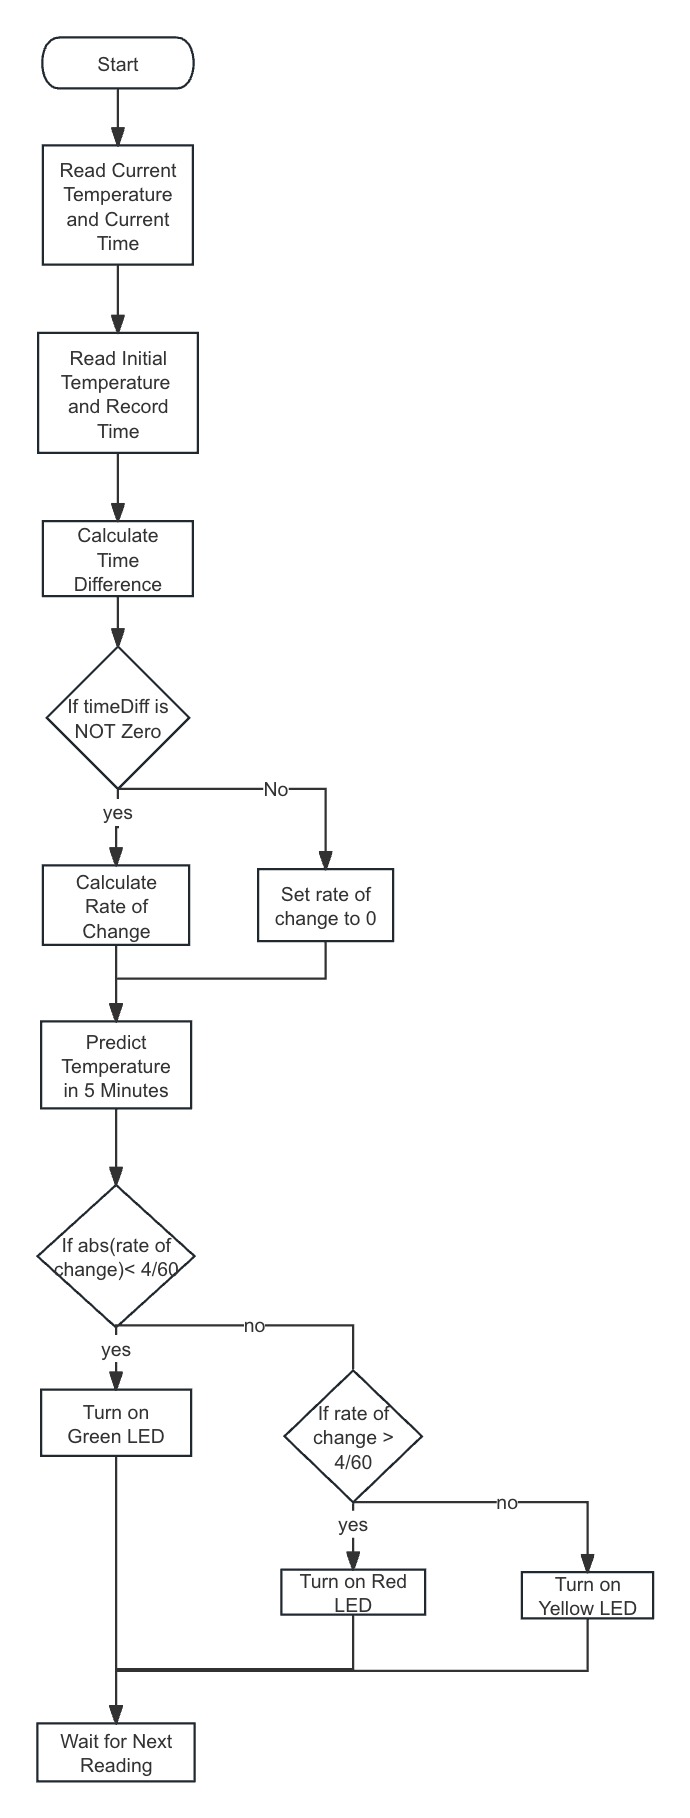 Start
Read Current
Temperature
and Current
Time
Read Initial
Temperature
and Record
Time
Calculate
Time
Difference
If timeDiff is
NOT Zero
No
yes
Calculate
Rate of
Change
Set rate of
change to 0
Predict
Temperature
in 5 Minutes
If abs(rate of
change)< 4/60
no
yes
Turn on
Green LED
If rate of
change >
4/60
no
yes
Turn on Red
LED
Turn on
Yellow LED
Wait for Next
Reading